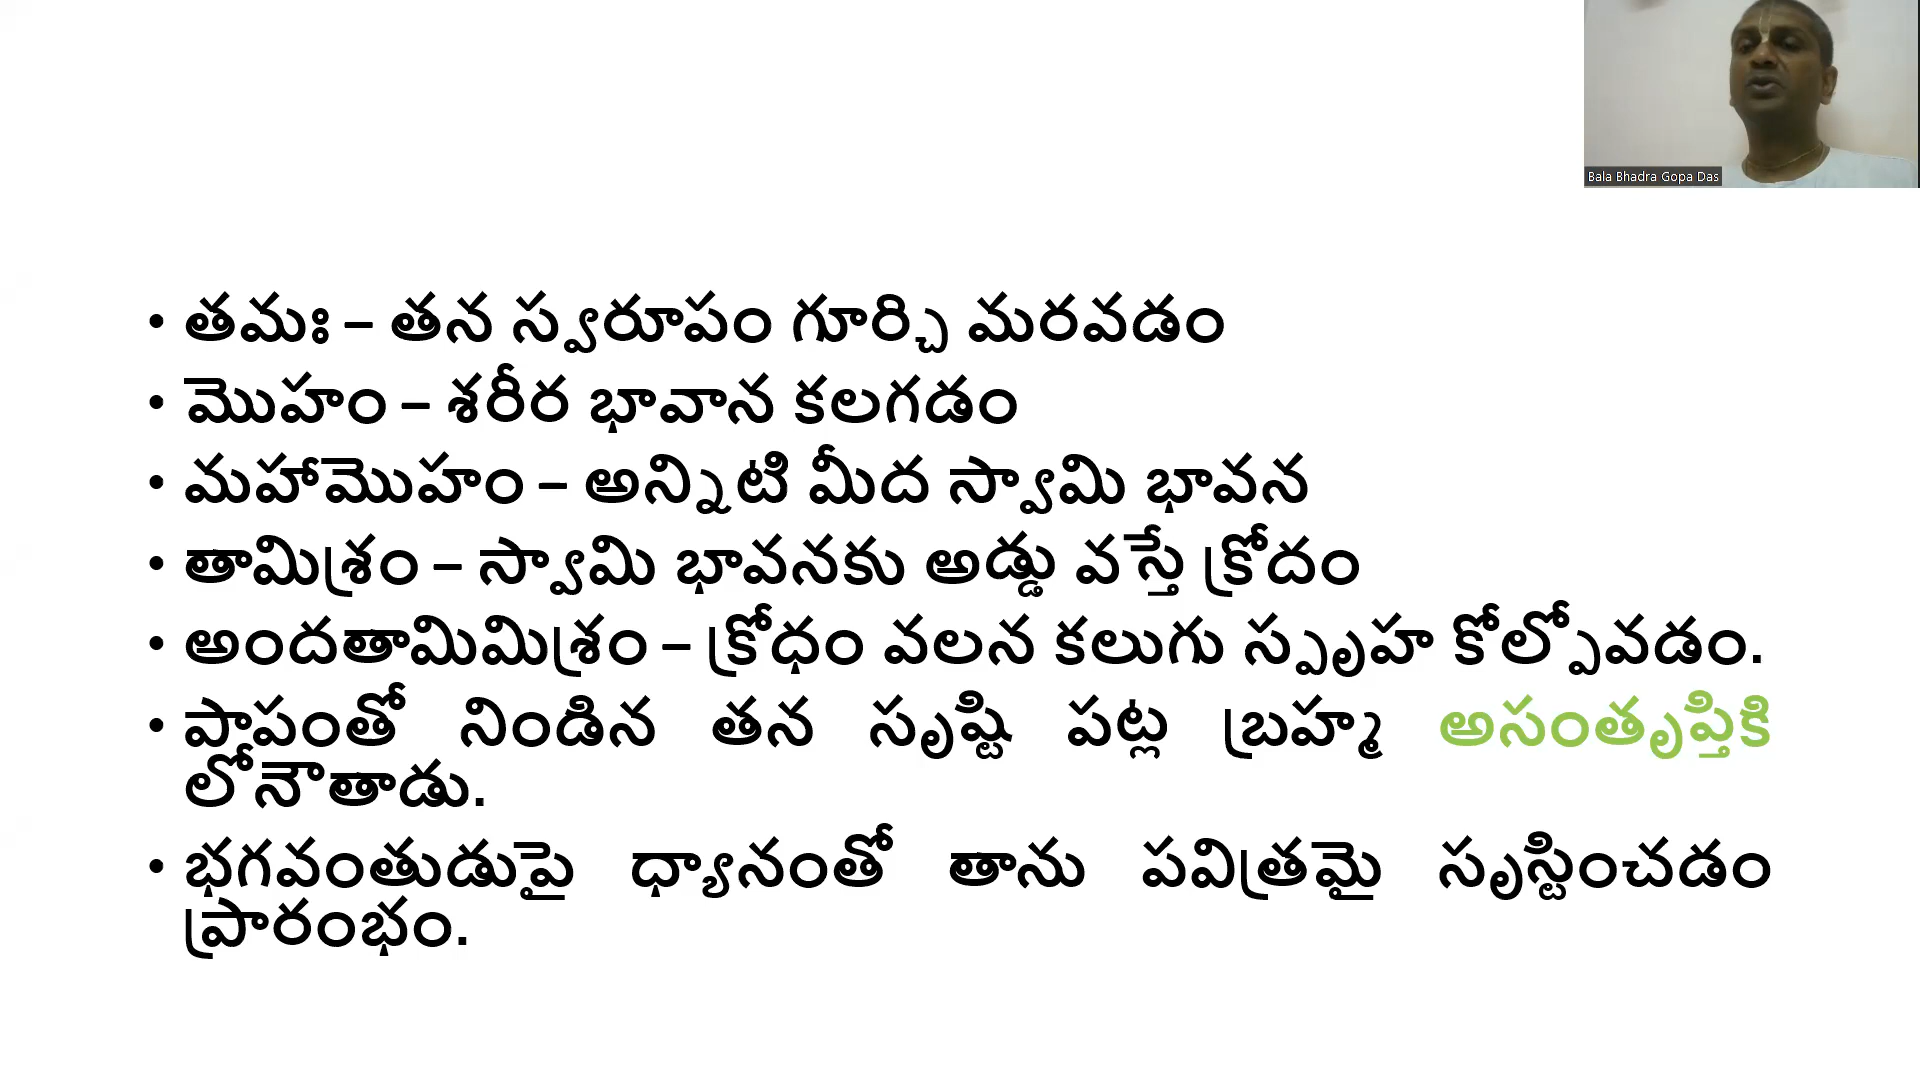 Bala Bhadra Gopa Das
• తమః – తన స్వరూపం గూర్చి మరవడం
• మొహం – శరీర భావాన కలగడం
• మహామొహం – అన్నిటి మీద స్వామి భావన
• తామిశ్రం – స్వామి భావనకు అడ్డు వస్తే క్రోదం
• అందతామిమిశ్రం – క్రోధం వలన కలుగు స్పృహ కోల్పోవడం.
• పాపంతో నిండిన తన సృష్టి పట్ల బ్రహ్మ అసంతృప్తికి
లోనౌతాడు.
• భగవంతుడుపై ధ్యానంతో తాను పవిత్రమై సృస్టించడం
ప్రారంభం.